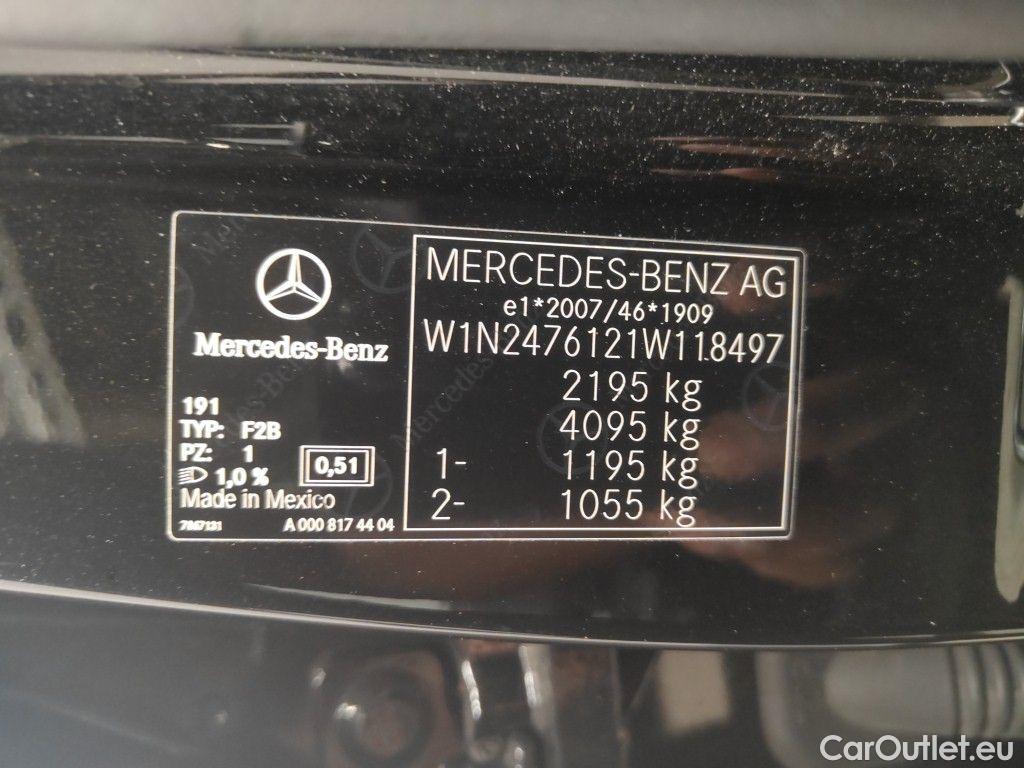 Mercedes-Benz
191
TYP: F2B
PZ: 1
1,0 %
0,51
Made in Mexico
7867131
A 000 817 44 04
MERCEDES-BENZ AG
e1*2007/46*1909
W1N2476121W118497
2195 kg
4095 kg
1- 1195 kg
2- 1055 kg
CarOutlet.eu